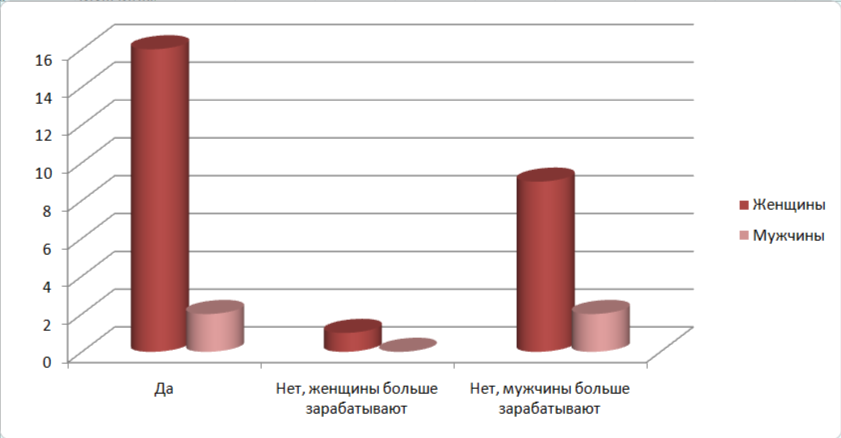 16
14
12
10
8
6
4
2
0
Да
Нет, женщины больше
зарабатывают
Нет, мужчины больше
зарабатывают
Женщины
Мужчины